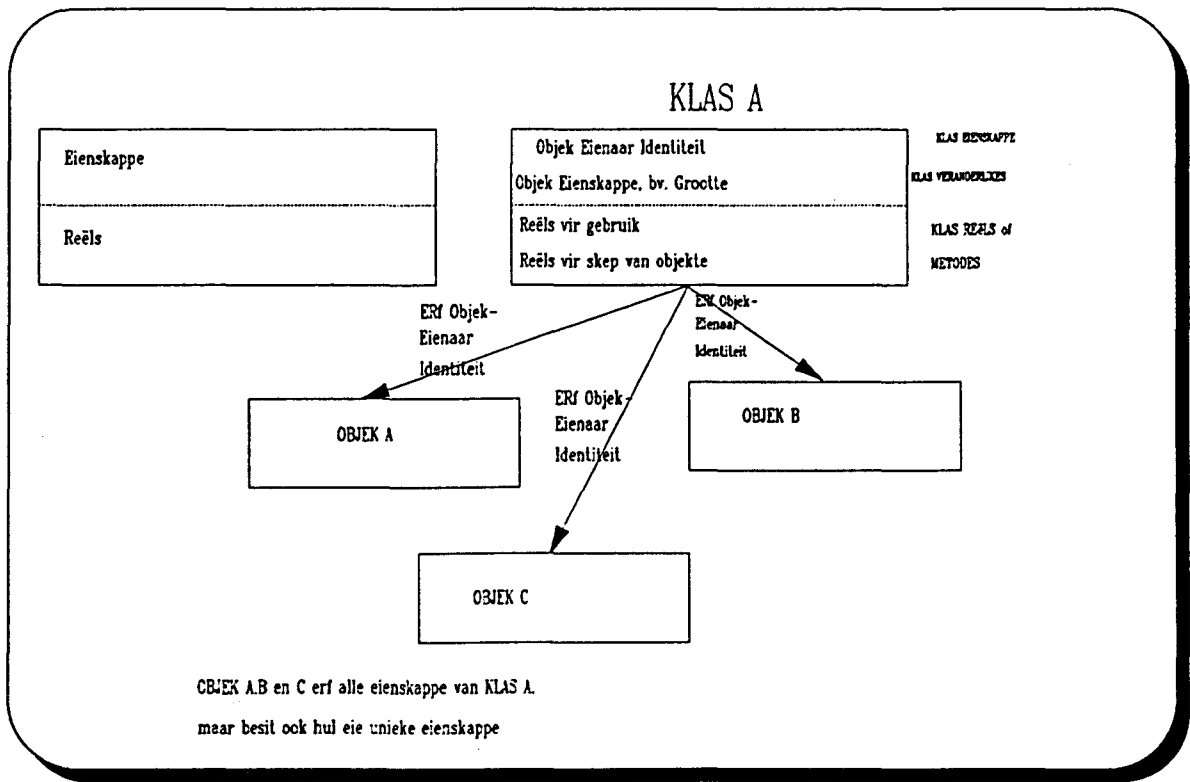 KLAS A
Eienskappe
Reëls
Objek Eienaar Identiteit
Objek Eienskappe, bv. Grootte
Reëls vir gebruik
Reëls vir skep van objekte
KLAS EIENSKAPPE
KLAS VERANDERLIKES
KLAS REËLS of
METODES
ERf Objek-
Eienaar
Identiteit
ERf Objek-
Eienaar
Identiteit
ERf Objek-
Eienaar
Identiteit
OBJEK A
OBJEK B
OBJEK C
OBJEK A,B en C erf alle eienskappe van KLAS A.
maar besit ook hul eie unieke eienskappe